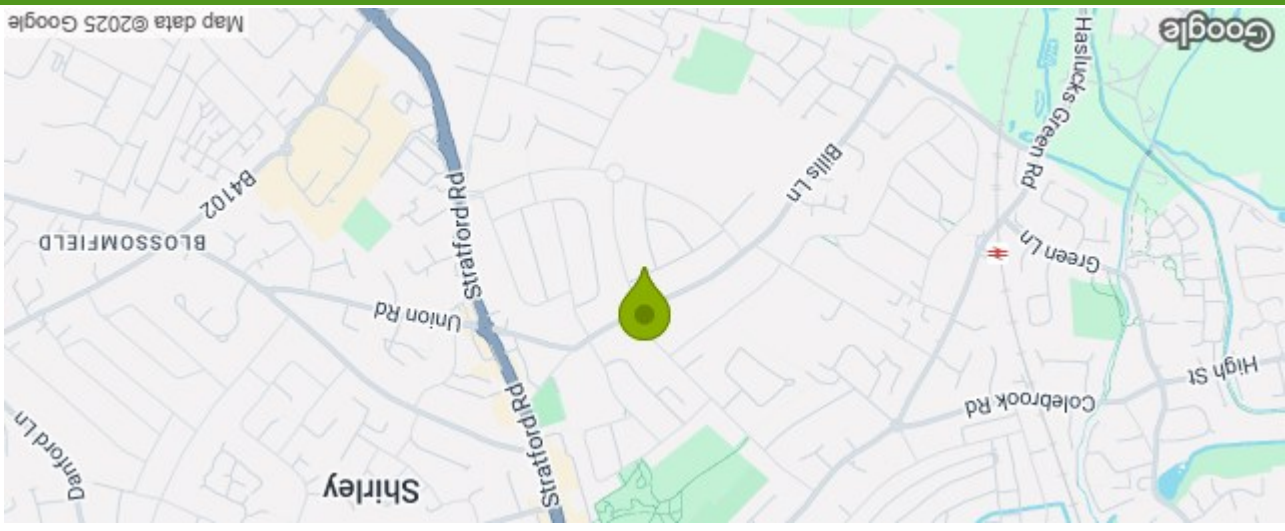 Shirley
Danford Ln
Stratford Rd
High St
Colebrook Rd
Union Rd
Green Ln
BLOSSOMFIELD
Stratford Rd
B4102
Bills Ln
Haslucks Green Rd
Google
Map data ©2025 Google